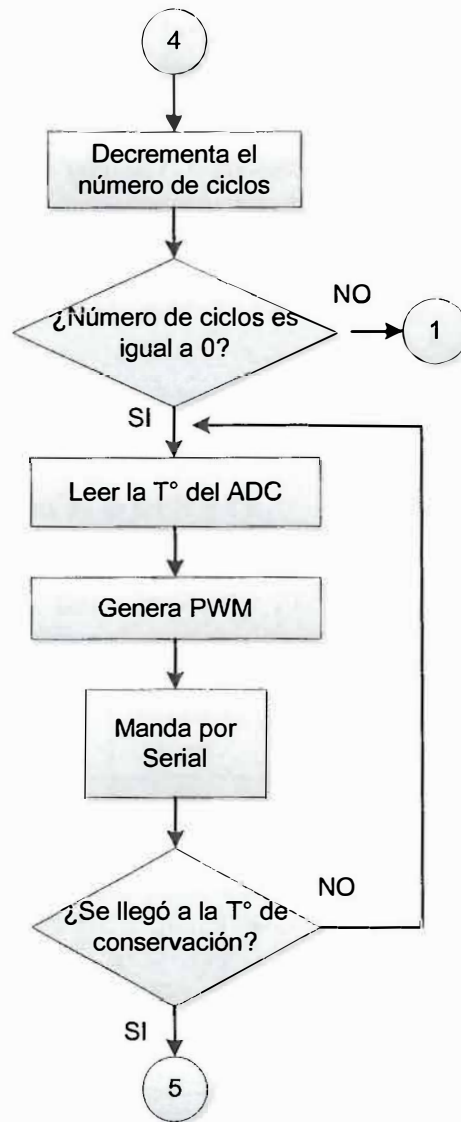 4
Decrementa el
número de ciclos
¿Número de ciclos es
igual a 0?
NO
1
SI
Leer la T° del ADC
Genera PWM
Manda por
Serial
¿Se llegó a la T° de
conservación?
NO
SI
5